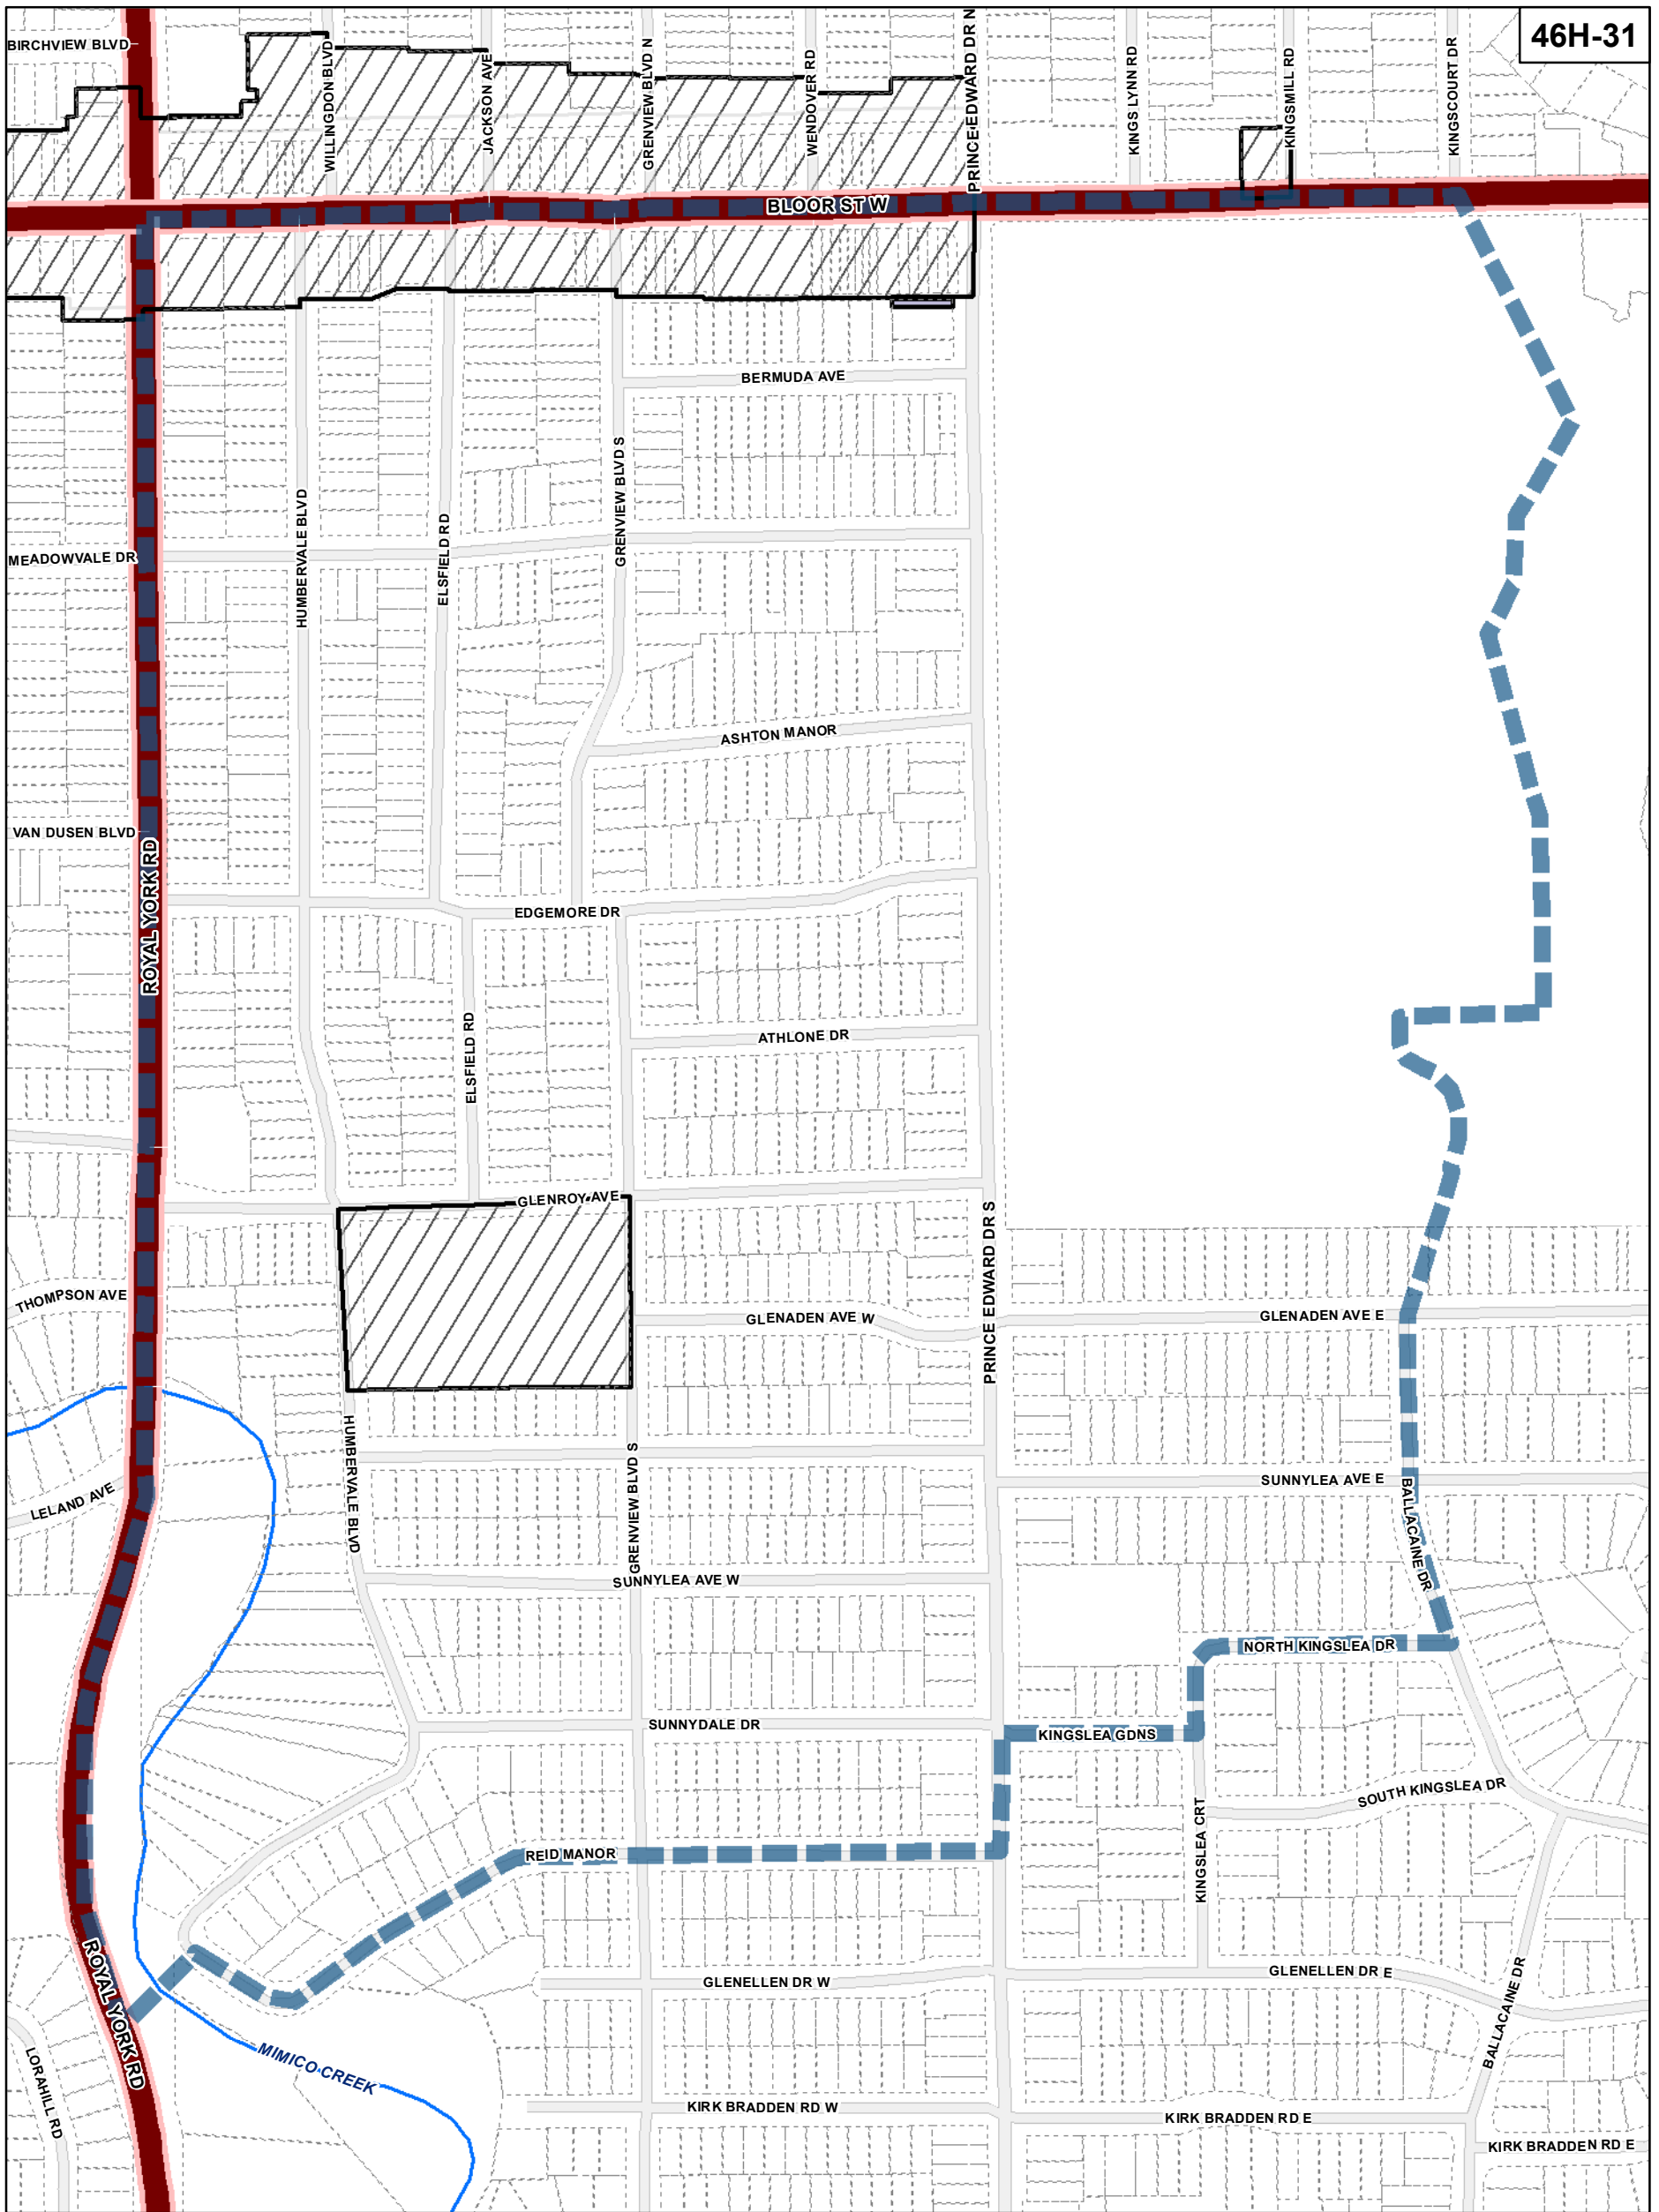 46H-31
BIRCHVIEW BLVD
WILLINGDON BLVD
JACKSON AVE
GRENVIEW BLVD N
WENDOVER RD
PRINCE EDWARD DR N
KINGS LYNN RD
KINGSMILL RD
KINGSCOURT DR
BLOOR ST W
BERMUDA AVE
GRENVIEW BLVD S
HUMBERVALE BLVD
ELSFIELD RD
MEADOWVALE DR
ASHTON MANOR
VAN DUSEN BLVD
ROYAL YORK RD
EDGEMORE DR
ELSFIELD RD
ATHLONE DR
GLENROY AVE
PRINCE EDWARD DR S
THOMPSON AVE
GLENADEN AVE W
GLENADEN AVE E
HUMBERVALE BLVD
GRENVIEW BLVD S
LELAND AVE
SUNNYLEA AVE E
BALLACAINE DR
SUNNYLEA AVE W
NORTH KINGSLEA DR
SUNNYDALE DR
KINGSLEA GDNS
SOUTH KINGSLEA DR
KINGSLEA CRT
REID MANOR
ROYAL YORK RD
GLENELLEN DR W
GLENELLEN DR E
BALLACAINE DR
LORAHILL RD
MIMICO CREEK
KIRK BRADDEN RD W
KIRK BRADDEN RD E
KIRK BRADDEN RD E